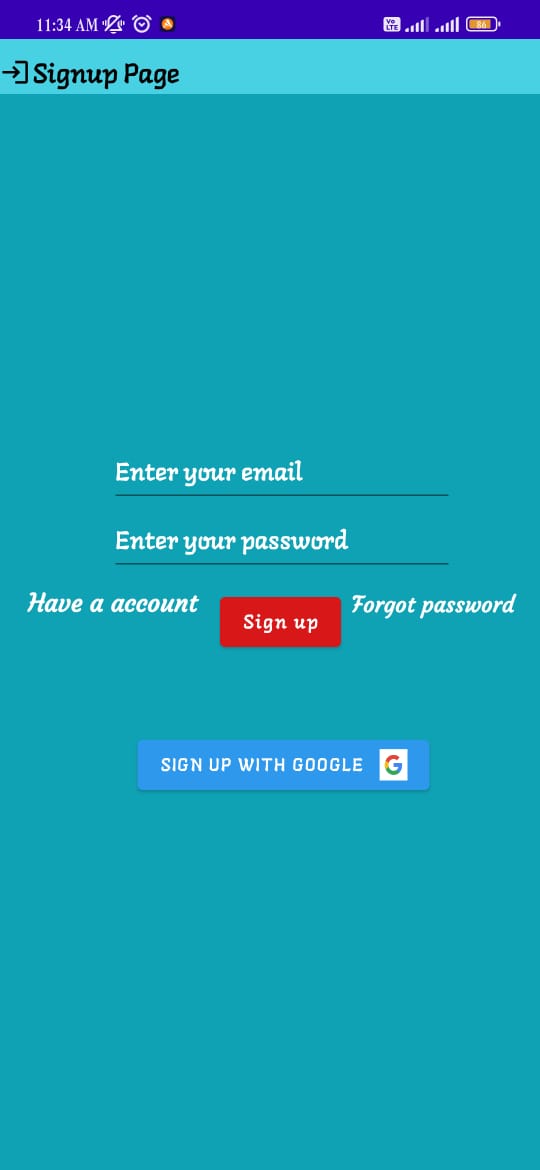 11:34 AM Vo LTE 86
Signup Page
Enter your email
Enter your password
Have a account Sign up Forgot password
SIGN UP WITH GOOGLE G